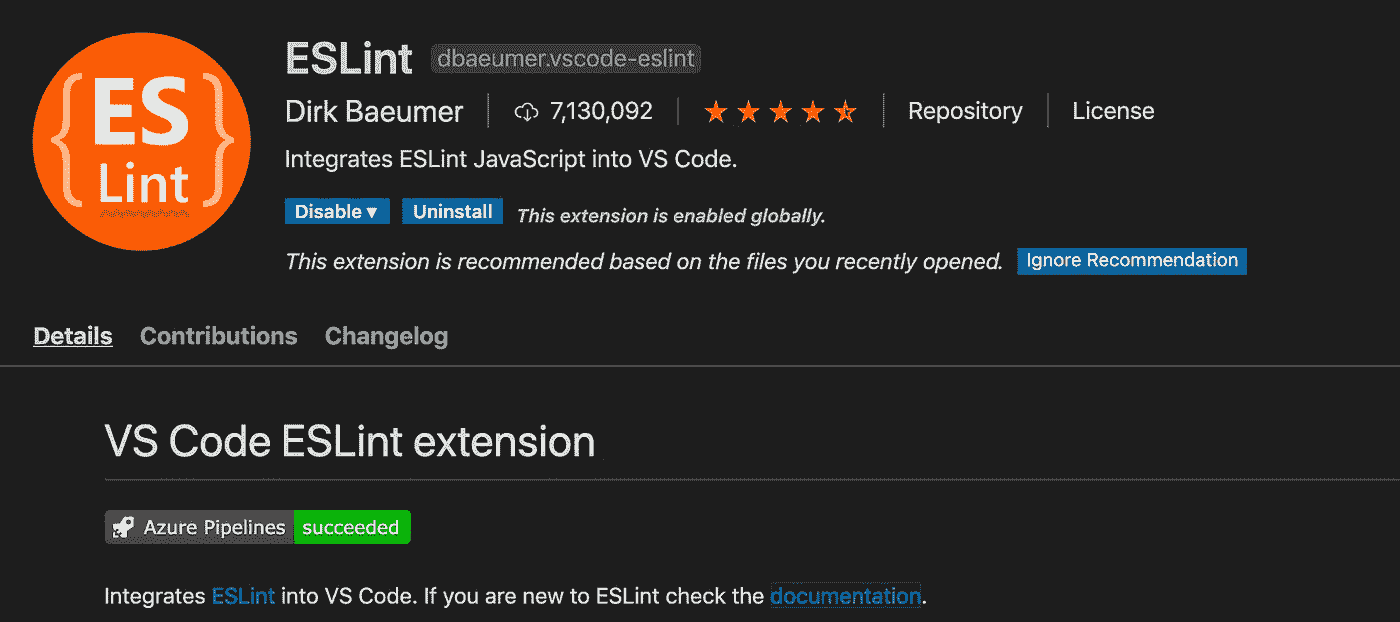 {ES
Lint}
ESLint dbaeumer.vscode-eslint
Dirk Baeumer | 7,130,092 | ★★★★⯪ | Repository | License
Integrates ESLint JavaScript into VS Code.
Disable ▾ Uninstall This extension is enabled globally.
This extension is recommended based on the files you recently opened. Ignore Recommendation
Details Contributions Changelog
VS Code ESLint extension
Azure Pipelines succeeded
Integrates ESLint into VS Code. If you are new to ESLint check the documentation.